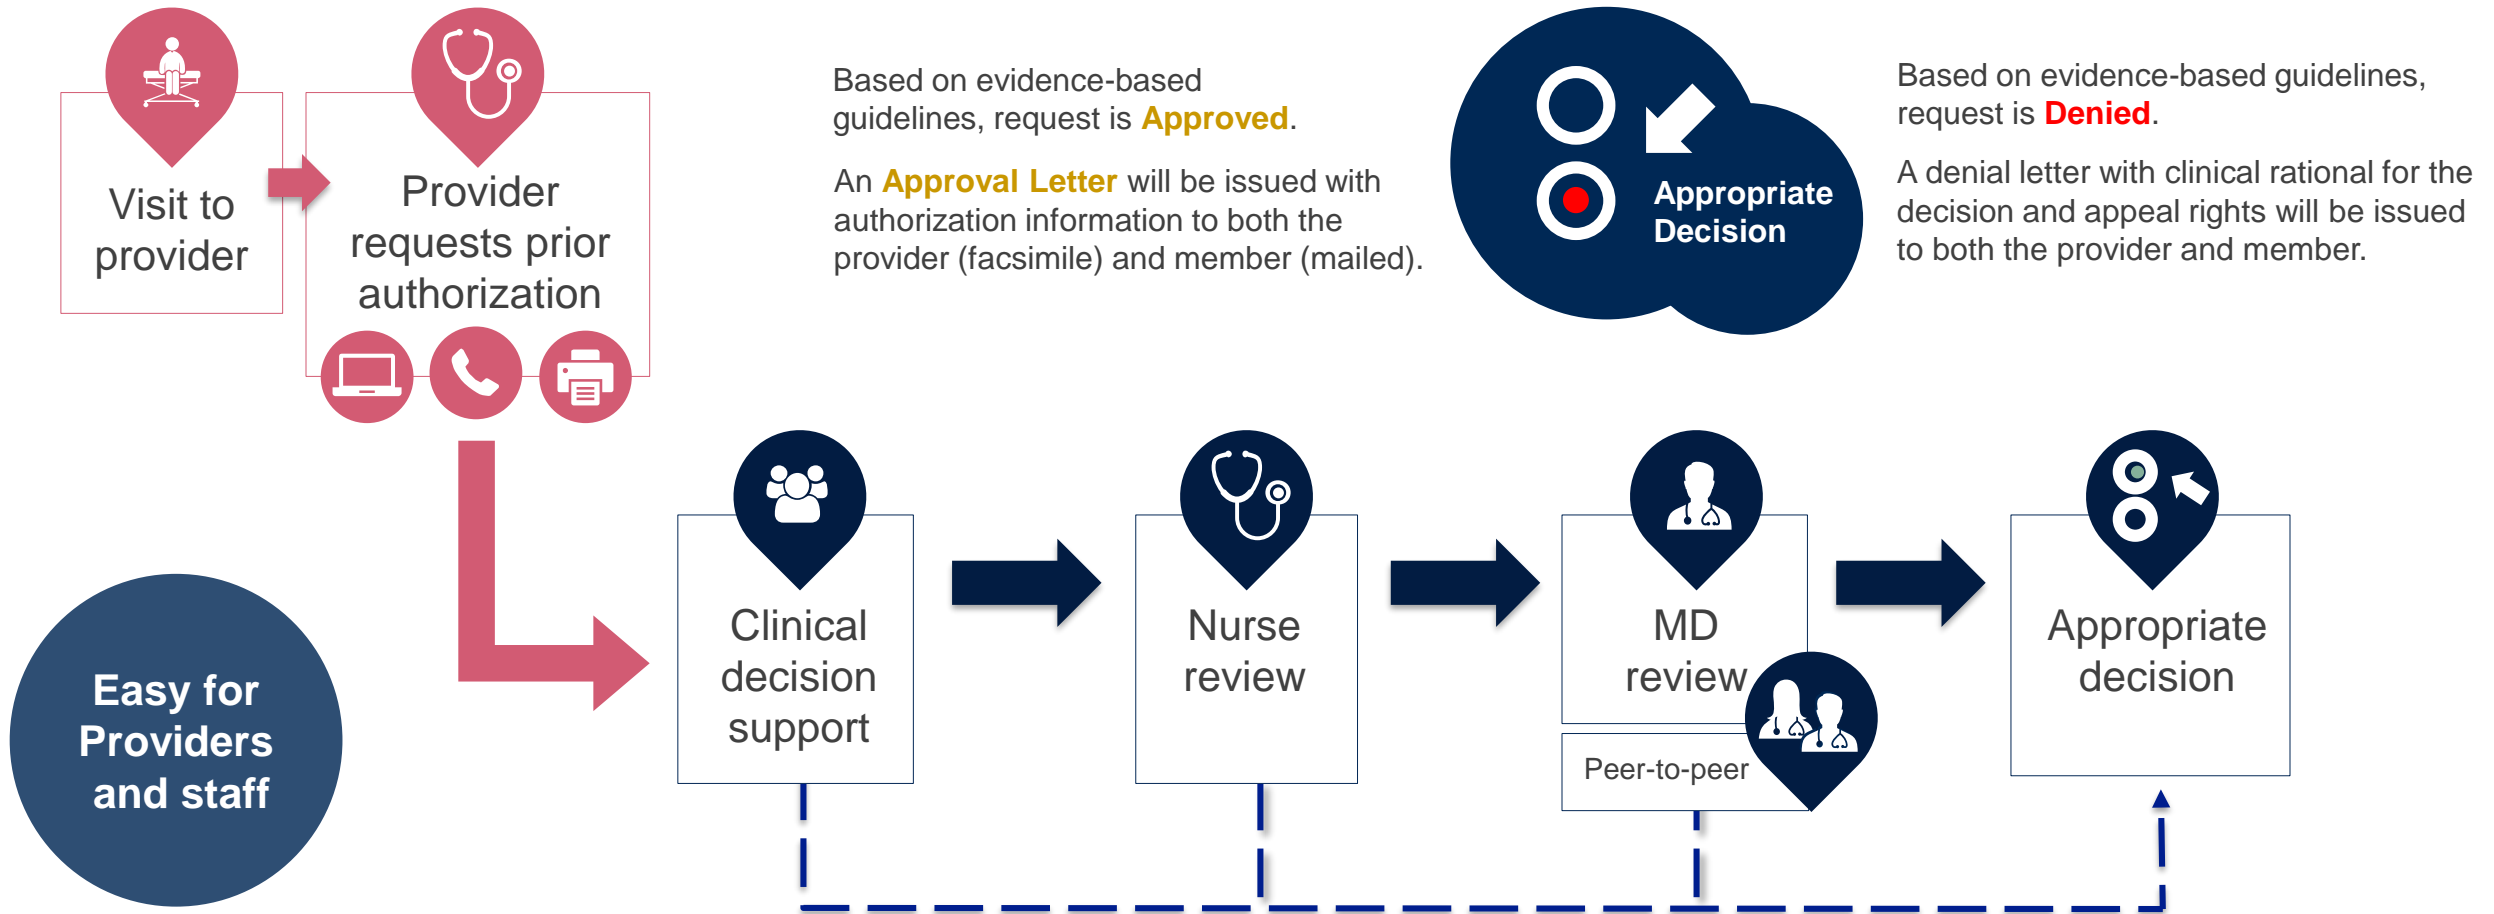 Visit to
provider
Provider
requests prior
authorization
Based on evidence-based
guidelines, request is Approved.
An Approval Letter will be issued with
authorization information to both the
provider (facsimile) and member (mailed).
Appropriate
Decision
Based on evidence-based guidelines,
request is Denied.
A denial letter with clinical rational for the
decision and appeal rights will be issued
to both the provider and member.
Easy for
Providers
and staff
Clinical
decision
support
Nurse
review
MD
review
Peer-to-peer
Appropriate
decision